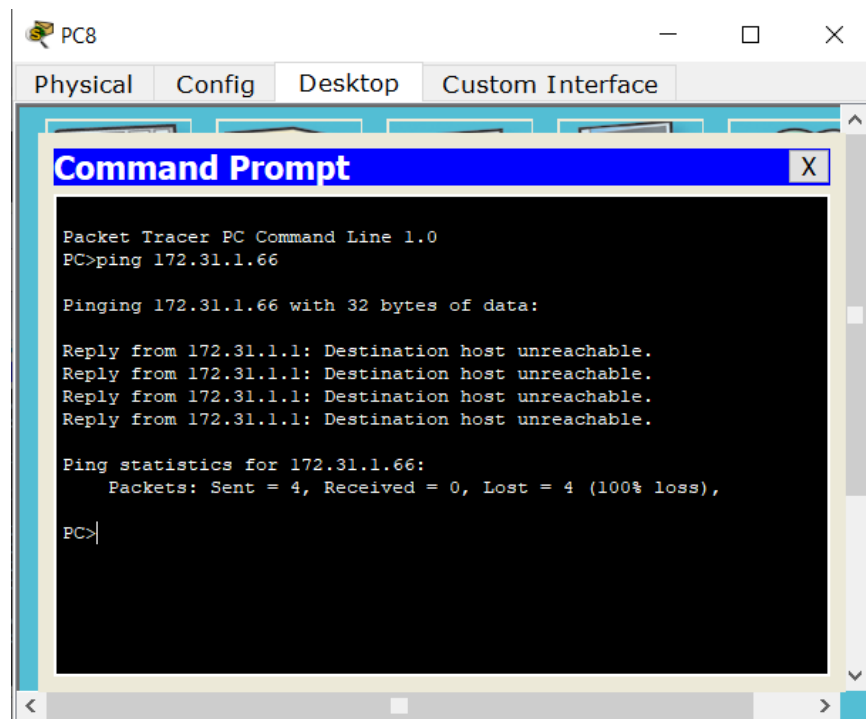 PC8
Physical Config Desktop Custom Interface
Command Prompt
X
Packet Tracer PC Command Line 1.0
PC>ping 172.31.1.66
Pinging 172.31.1.66 with 32 bytes of data:
Reply from 172.31.1.1: Destination host unreachable.
Reply from 172.31.1.1: Destination host unreachable.
Reply from 172.31.1.1: Destination host unreachable.
Reply from 172.31.1.1: Destination host unreachable.
Ping statistics for 172.31.1.66:
Packets: Sent = 4, Received = 0, Lost = 4 (100% loss),
PC>